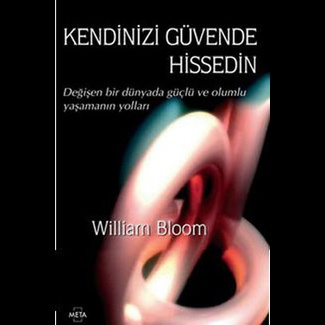 KENDİNİZİ GÜVENDE
HİSSEDİN
Değişen bir dünyada güçlü ve olumlu
yaşamanın yolları
William Bloom
META